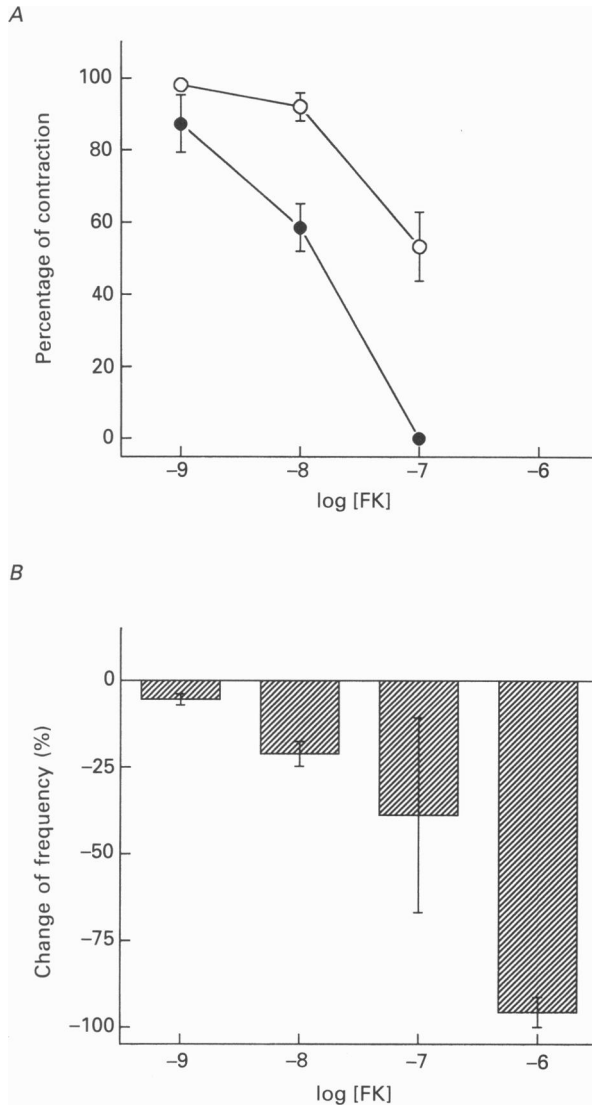 A
Percentage of contraction
100
80
60
40
20
0
–9 –8 –7 –6
log [FK]
B
Change of frequency (%)
0
–25
–50
–75
–100
–9 –8 –7 –6
log [FK]